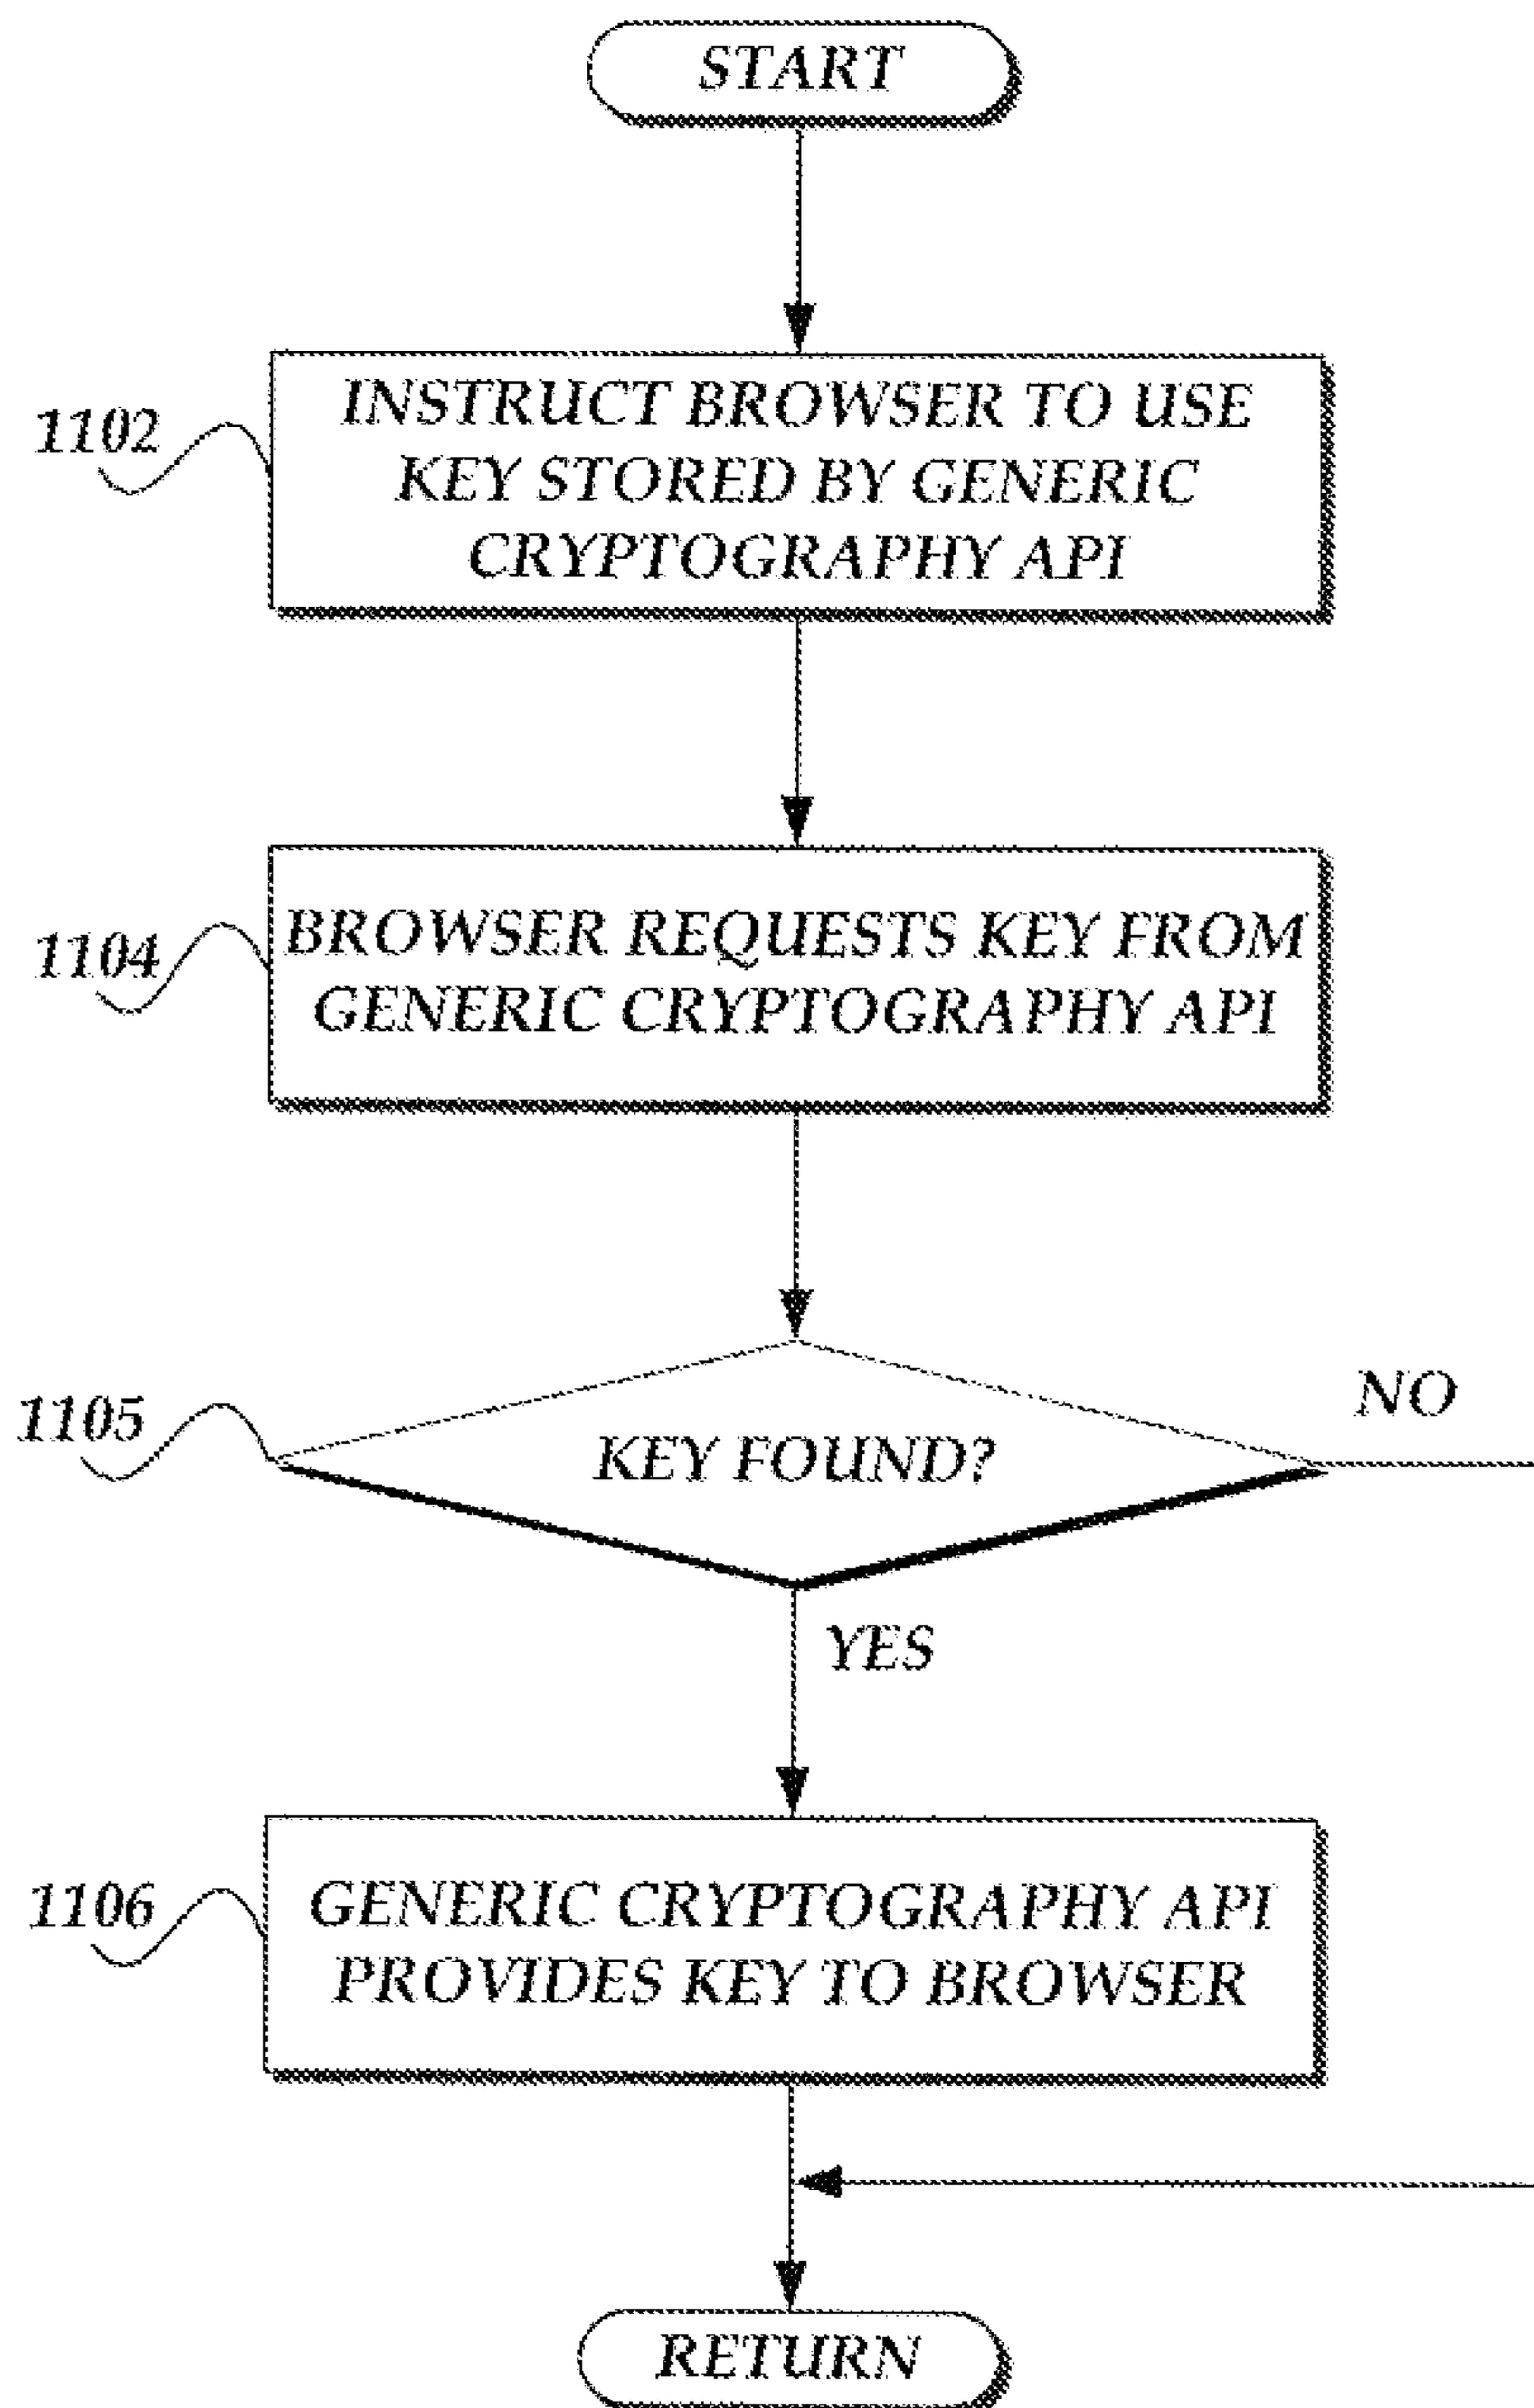 START
1102
INSTRUCT BROWSER TO USE
KEY STORED BY GENERIC
CRYPTOGRAPHY API
1104
BROWSER REQUESTS KEY FROM
GENERIC CRYPTOGRAPHY API
1105
KEY FOUND?
NO
YES
1106
GENERIC CRYPTOGRAPHY API
PROVIDES KEY TO BROWSER
RETURN